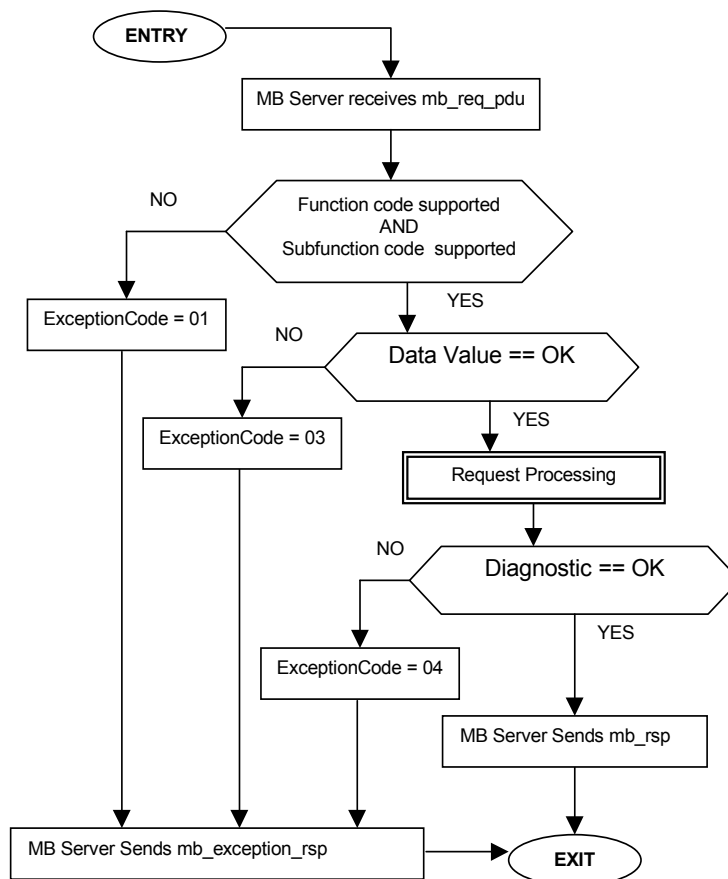 ENTRY
MB Server receives mb_req_pdu
NO
Function code supported
AND
Subfunction code supported
YES
ExceptionCode = 01
NO
Data Value == OK
YES
ExceptionCode = 03
Request Processing
NO
Diagnostic == OK
YES
ExceptionCode = 04
MB Server Sends mb_rsp
MB Server Sends mb_exception_rsp
EXIT